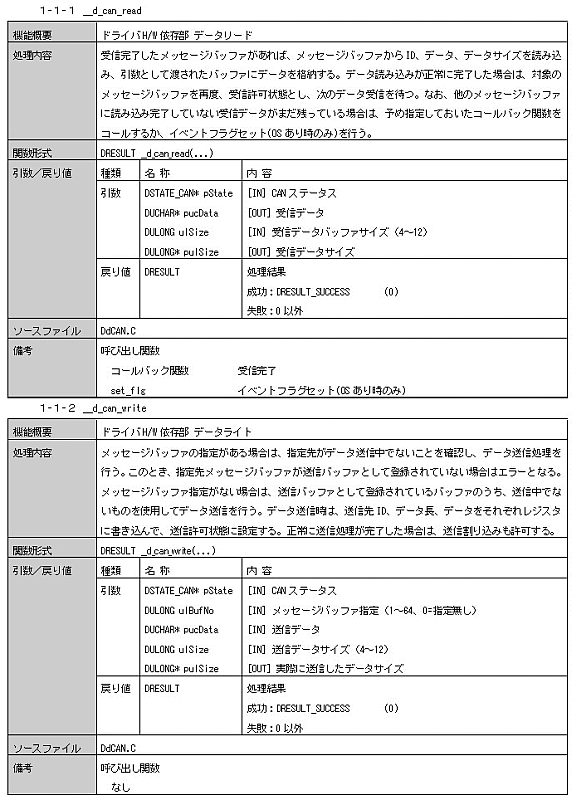 1-1-1 __d_can_read
機能概要 ドライバH/W依存部 データリード
処理内容 受信完了したメッセージバッファがあれば、メッセージバッファからID、データ、データサイズを読み込
み、引数として渡されたバッファにデータを格納する。データ読み込みが正常に完了した場合は、対象の
メッセージバッファを再度、受信許可状態とし、次のデータ受信を待つ。なお、他のメッセージバッファ
に読み込み完了していない受信データがまだ残っている場合は、予め指定しておいたコールバック関数を
コールするか、イベントフラグセット(OSあり時のみ)を行う。
関数形式 DRESULT __d_can_read(...)
引数/戻り値 種類 名 称 内 容
引数 DSTATE_CAN* pState [IN] CANステータス
DUCHAR* pucData [OUT] 受信データ
DULONG ulSize [IN] 受信データバッファサイズ（4～12）
DULONG* pulSize [OUT] 受信データサイズ
戻り値 DRESULT 処理結果
成功：DRESULT_SUCCESS (0)
失敗：0以外
ソースファイル DdCAN.C
備考 呼び出し関数
コールバック関数 受信完了
set_flg イベントフラグセット(OSあり時のみ)
1-1-2 __d_can_write
機能概要 ドライバH/W依存部 データライト
処理内容 メッセージバッファの指定がある場合は、指定先がデータ送信中でないことを確認し、データ送信処理を
行う。このとき、指定先メッセージバッファが送信バッファとして登録されていない場合はエラーとなる。
メッセージバッファ指定がない場合は、送信バッファとして登録されているバッファのうち、送信中でな
いものを使用してデータ送信を行う。データ送信時は、送信先ID、データ長、データをそれぞれレジスタ
に書き込んで、送信許可状態に設定する。正常に送信処理が完了した場合は、送信割り込みも許可する。
関数形式 DRESULT __d_can_write(...)
引数/戻り値 種類 名 称 内 容
引数 DSTATE_CAN* pState [IN] CANステータス
DULONG ulBufNo [IN] メッセージバッファ指定（1～64、0=指定無し）
DUCHAR* pucData [IN] 送信データ
DULONG ulSize [IN] 送信データサイズ（4～12）
DULONG* pulSize [OUT] 実際に送信したデータサイズ
戻り値 DRESULT 処理結果
成功：DRESULT_SUCCESS (0)
失敗：0以外
ソースファイル DdCAN.C
備考 呼び出し関数
なし